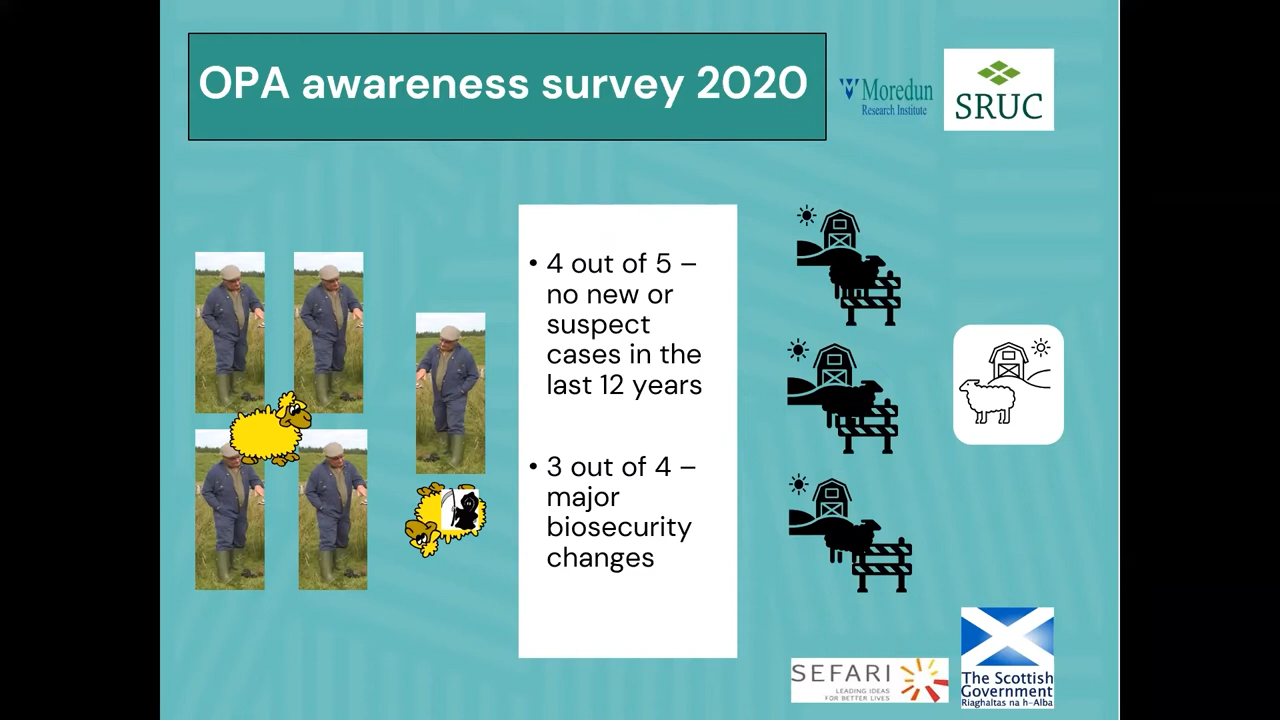 OPA awareness survey 2020
Moredun
Research Institute
SRUC
• 4 out of 5 –
no new or
suspect
cases in the
last 12 years
• 3 out of 4 –
major
biosecurity
changes
SEFARI
LEADING IDEAS
FOR BETTER LIVES
The Scottish
Government
Riaghaltas na h-Alba